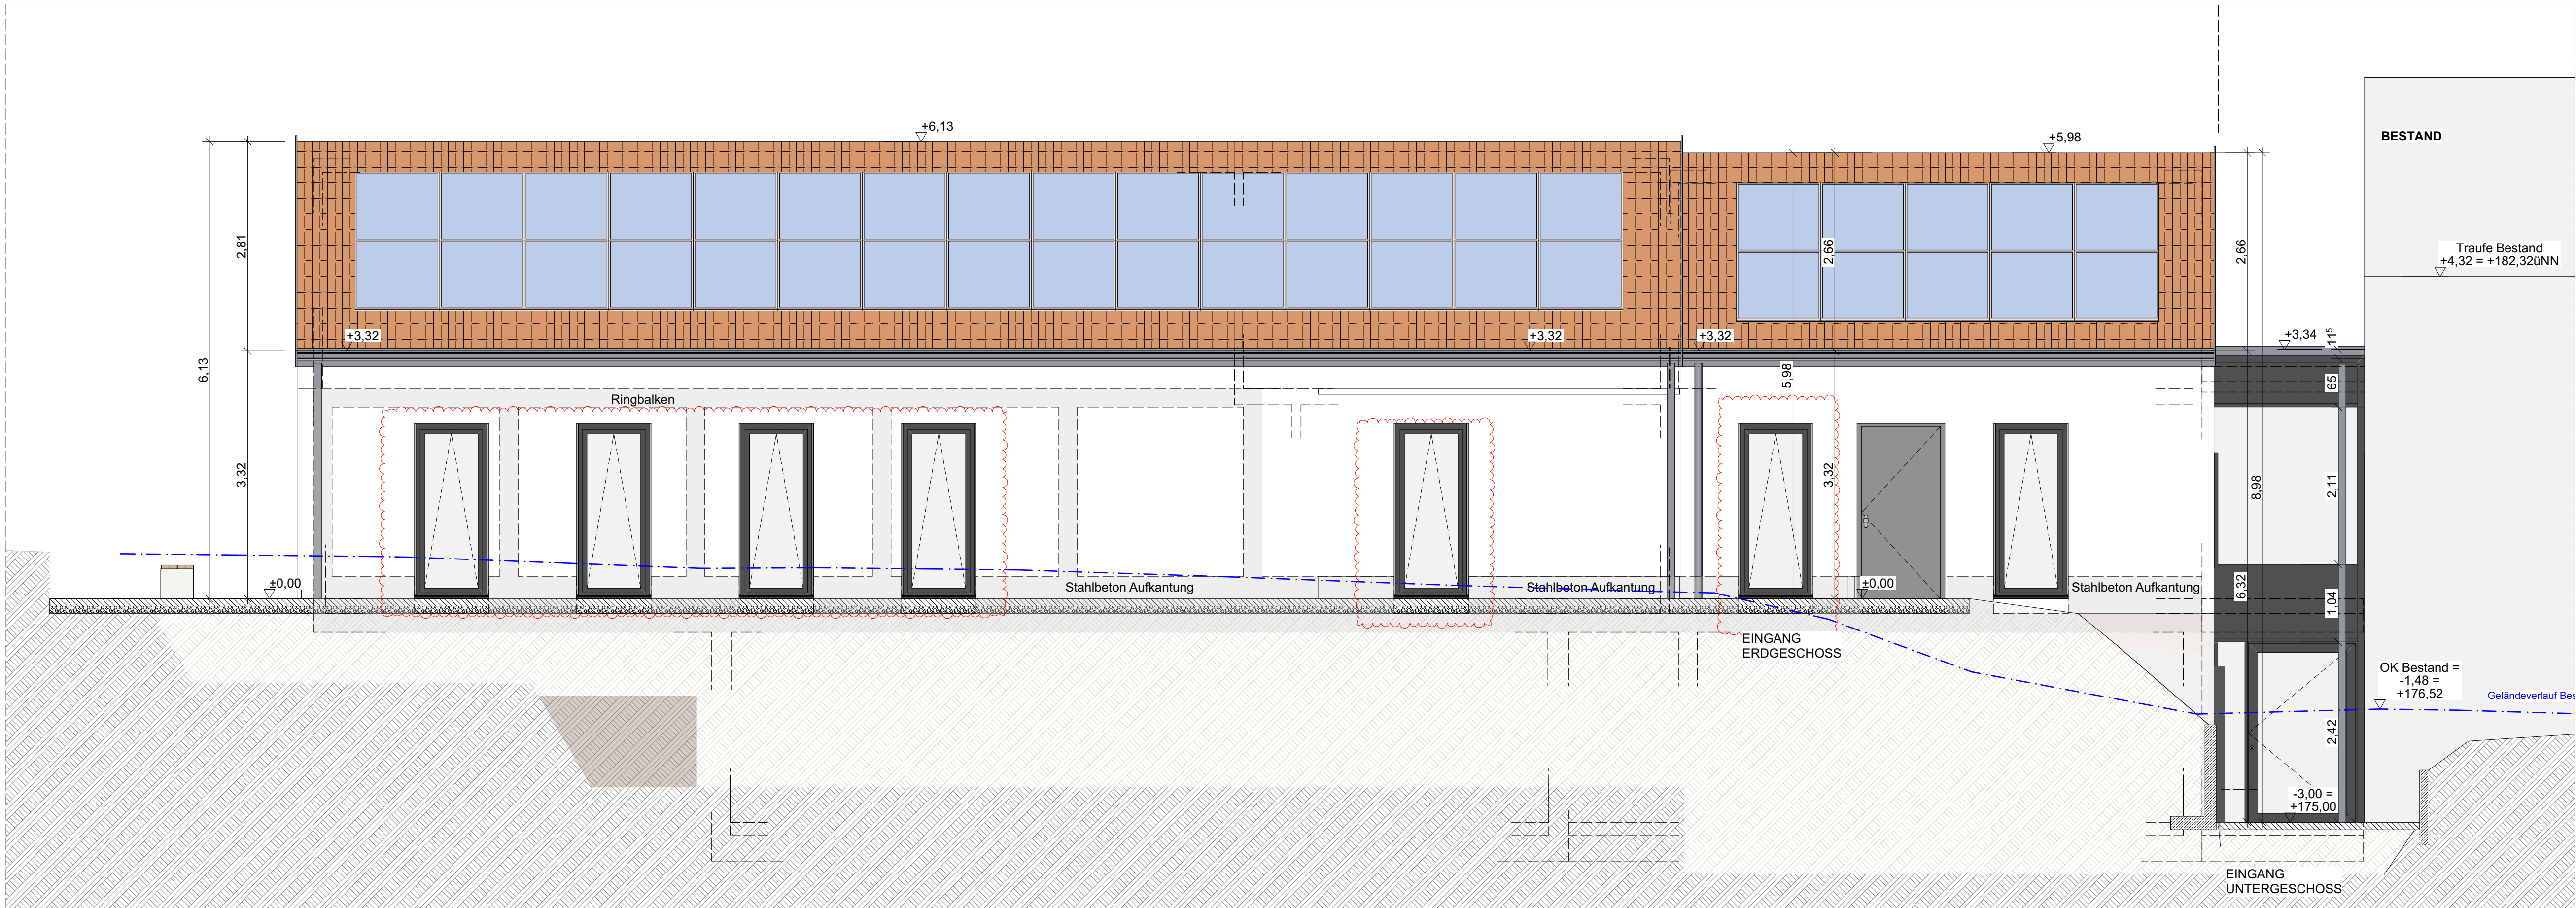 +6,13
+5,98
BESTAND
2,81
2,66
2,66
Traufe Bestand
+4,32 = +182,32üNN
6,13
+3,32
+3,32
+3,32
+3,34
11⁵
5,98
65
Ringbalken
3,32
3,32
8,98
2,11
±0,00
Stahlbeton Aufkantung
Stahlbeton Aufkantung
±0,00
Stahlbeton Aufkantung
6,32
1,04
EINGANG
ERDGESCHOSS
OK Bestand =
-1,48 =
+176,52
Geländeverlauf Bes
2,42
-3,00 =
+175,00
EINGANG
UNTERGESCHOSS